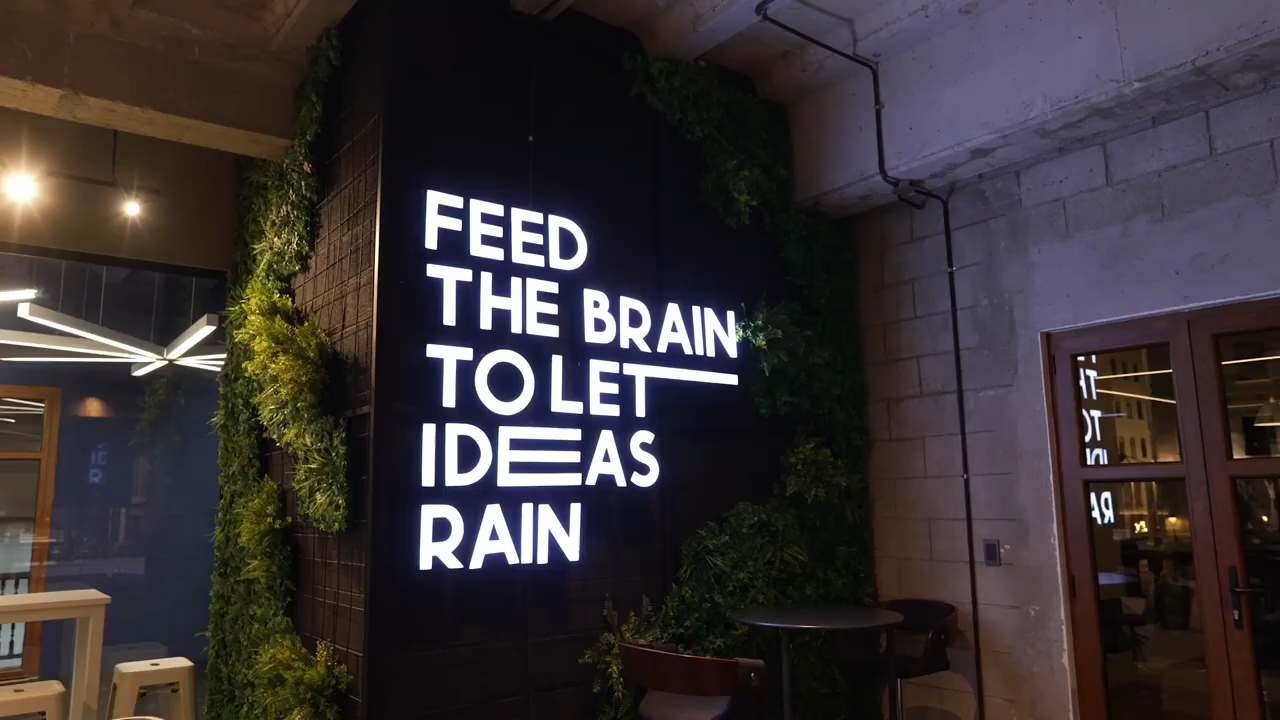 FEED
THE BRAIN
TO LET
IDEAS
RAIN